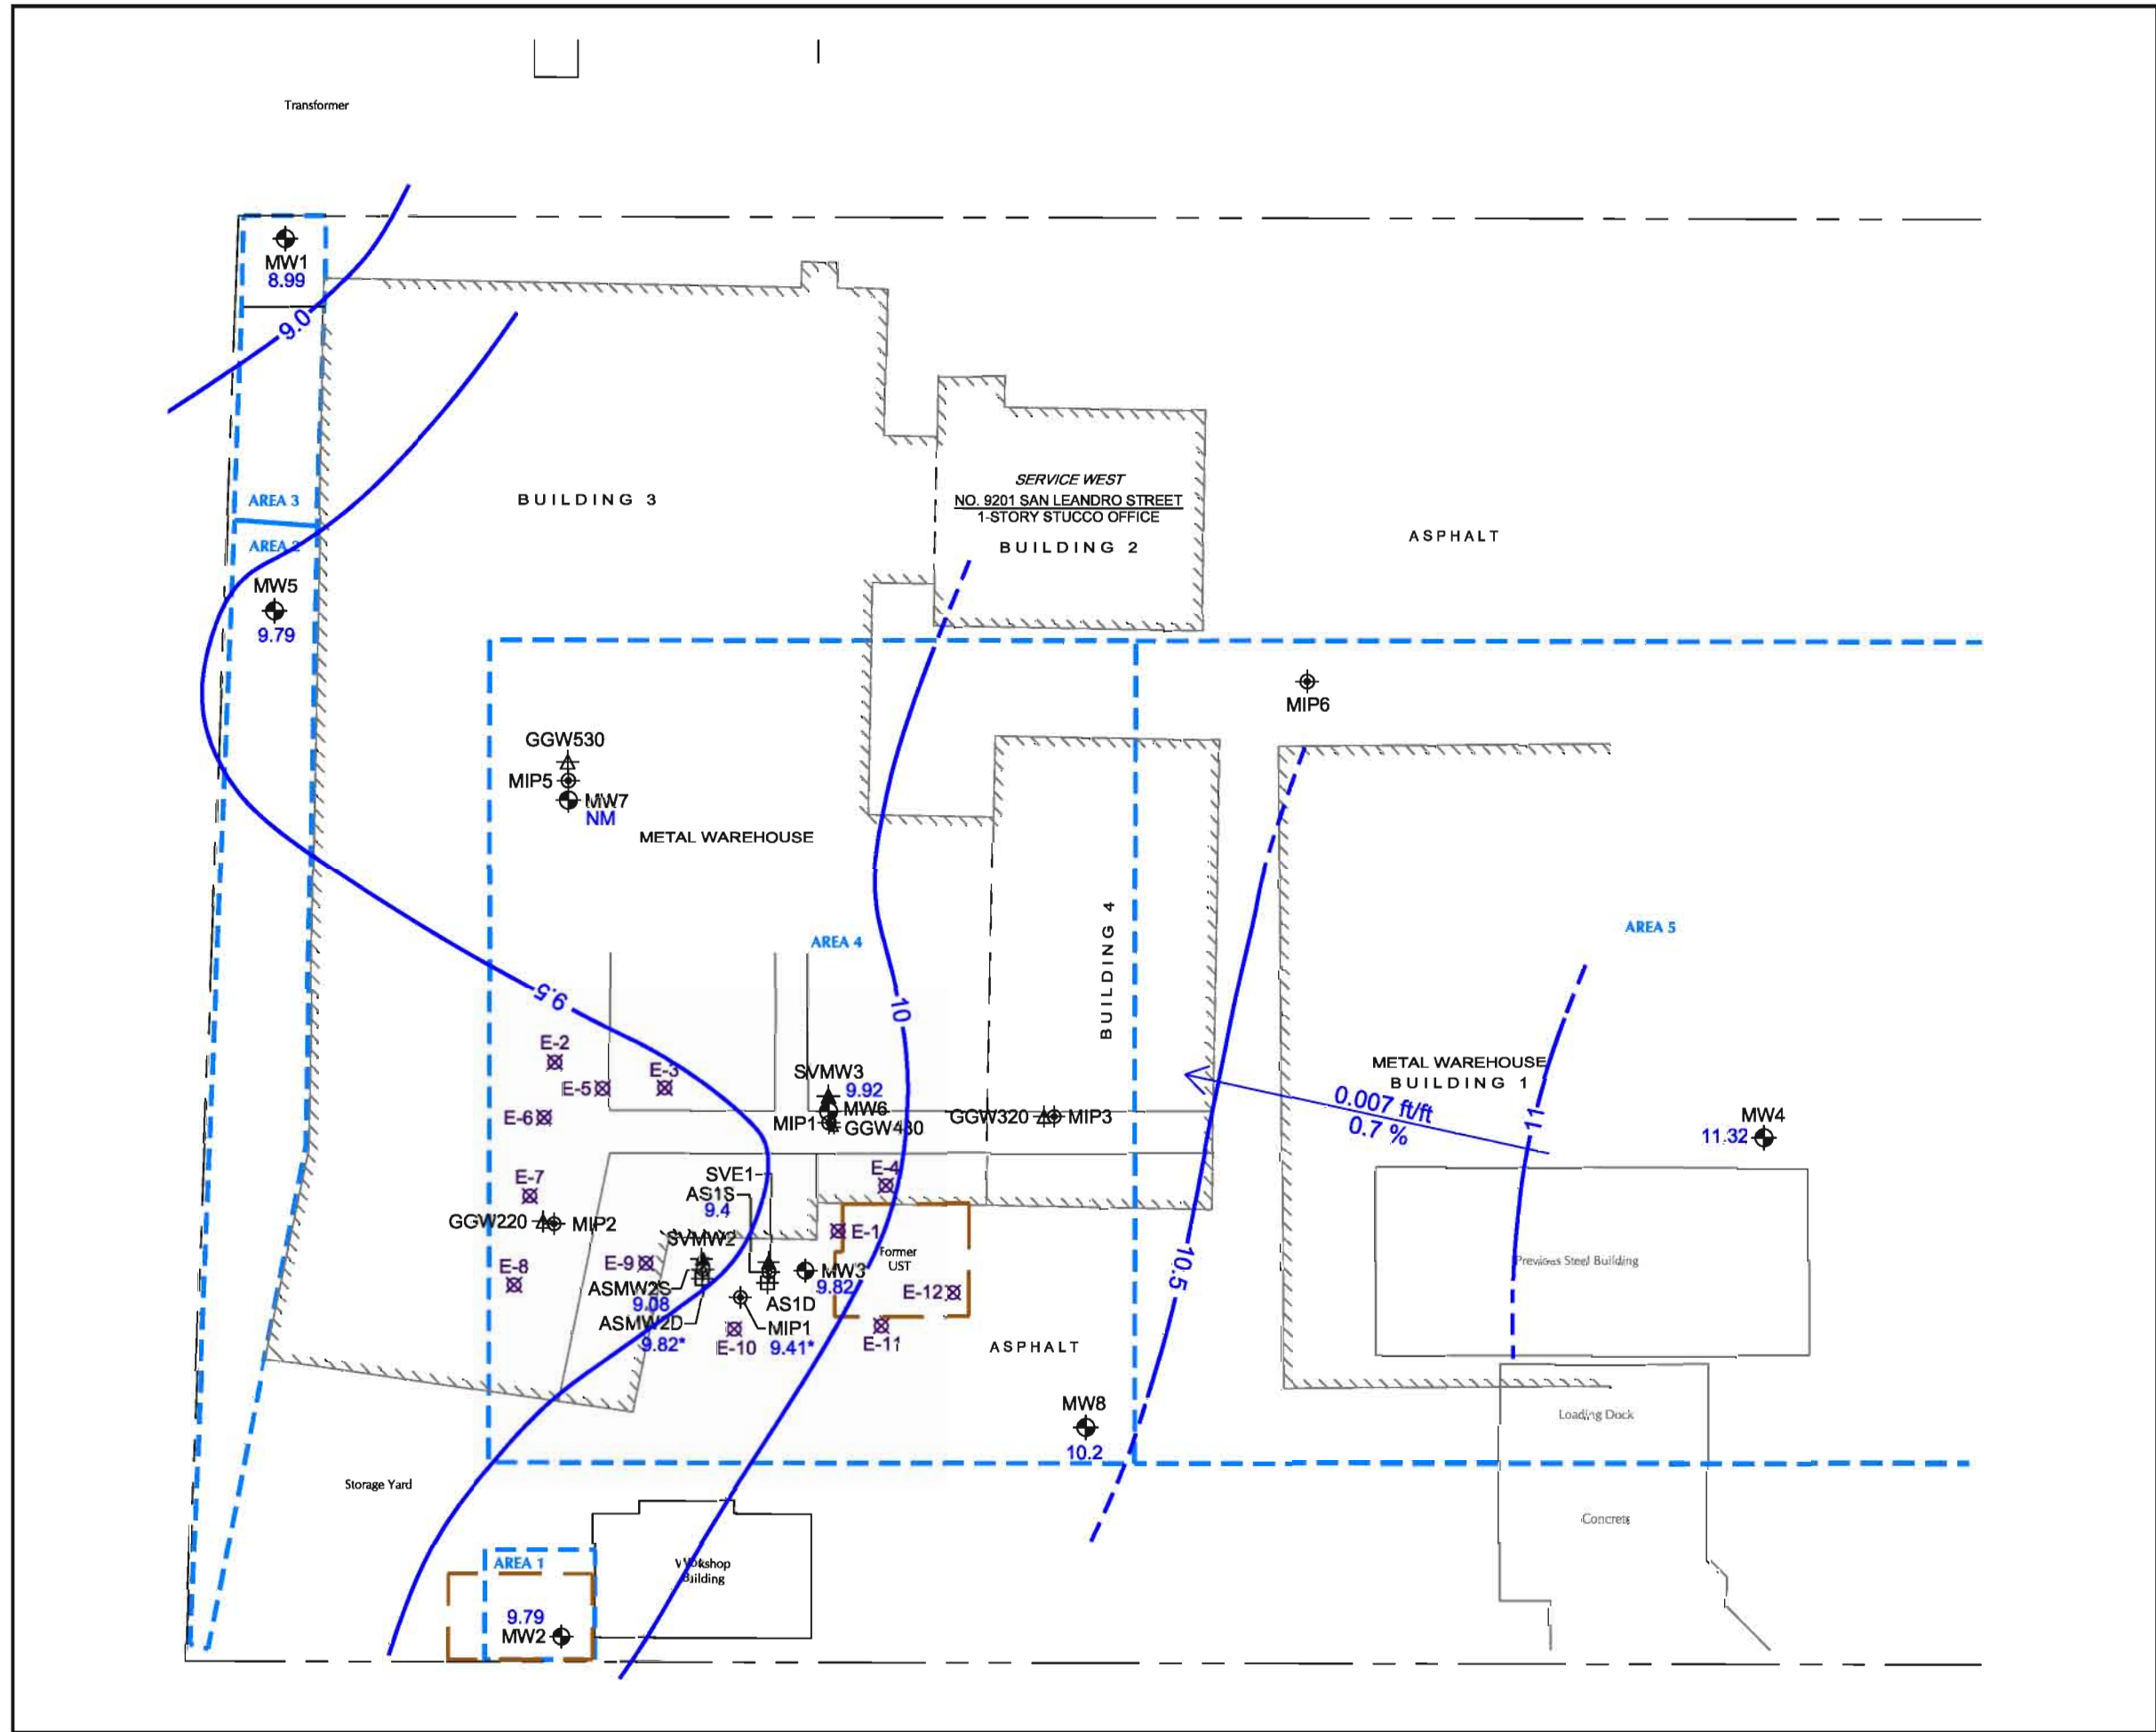 Transformer
MW1
8.99
9.0
AREA 3
AREA 2
MW5
9.79
BUILDING 3
SERVICE WEST
NO. 9201 SAN LEANDRO STREET
1-STORY STUCCO OFFICE
BUILDING 2
ASPHALT
MIP6
GGW530
MIP5
MW7
NM
METAL WAREHOUSE
AREA 4
BUILDING 4
AREA 5
9.5
10
E-2
E-5
E-3
E-6
SVMW3
9.92
MW6
MIP1
GGW430
GGW320
MIP3
METAL WAREHOUSE
BUILDING 1
0.007 ft/ft
0.7 %
11
MW4
11.32
E-7
GGW220
MIP2
SVE1
AS1S
9.4
E-4
E-1
SVMW2
E-8
E-9
ASMW2S
9.08
ASMW2D
9.82*
MW3
9.82
AS1D
MIP1
E-10
9.41*
Former
UST
E-12
E-11
10.5
Previous Steel Building
ASPHALT
MW8
10.2
Loading Dock
Storage Yard
Concrete
AREA 1
Workshop
Building
9.79
MW2